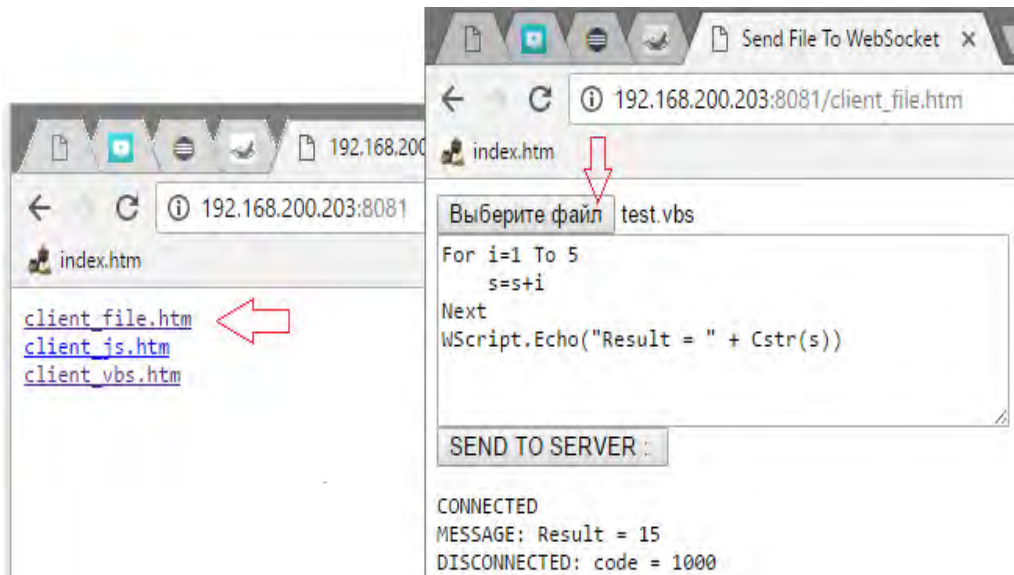 192.168.200
192.168.200.203:8081
index.htm
client_file.htm
client_js.htm
client_vbs.htm
Send File To WebSocket
192.168.200.203:8081/client_file.htm
index.htm
Выберите файл test.vbs
For i=1 To 5
    s=s+i
Next
WScript.Echo("Result = " + Cstr(s))
SEND TO SERVER :
CONNECTED
MESSAGE: Result = 15
DISCONNECTED: code = 1000